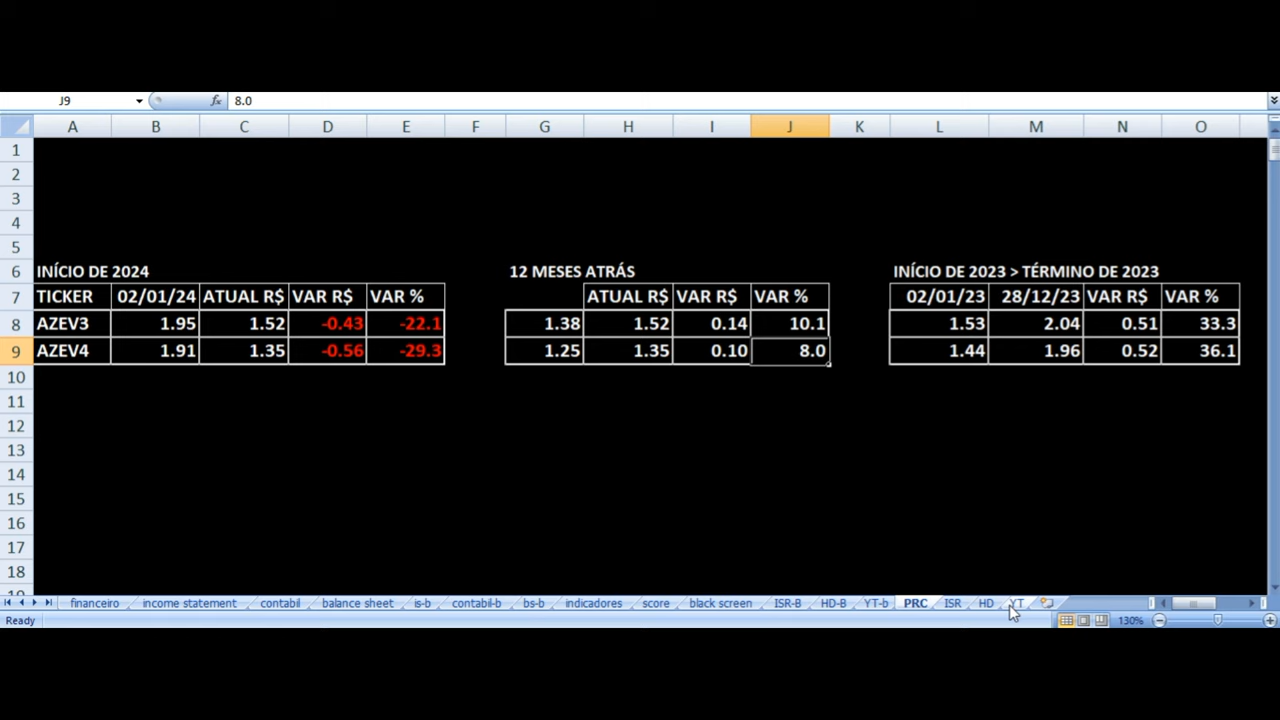 J9 fx 8.0
A B C D E F G H I J K L M N O
1
2
3
4
5
6 INÍCIO DE 2024 12 MESES ATRÁS INÍCIO DE 2023 > TÉRMINO DE 2023
7 TICKER 02/01/24 ATUAL R$ VAR R$ VAR % ATUAL R$ VAR R$ VAR % 02/01/23 28/12/23 VAR R$ VAR %
8 AZEV3 1.95 1.52 -0.43 -22.1 1.38 1.52 0.14 10.1 1.53 2.04 0.51 33.3
9 AZEV4 1.91 1.35 -0.56 -29.3 1.25 1.35 0.10 8.0 1.44 1.96 0.52 36.1
10
11
12
13
14
15
16
17
18
financeiro income statement contabil balance sheet is-b contabil-b bs-b indicadores score black screen ISR-B HD-B YT-b PRC ISR HD YT
Ready 130%